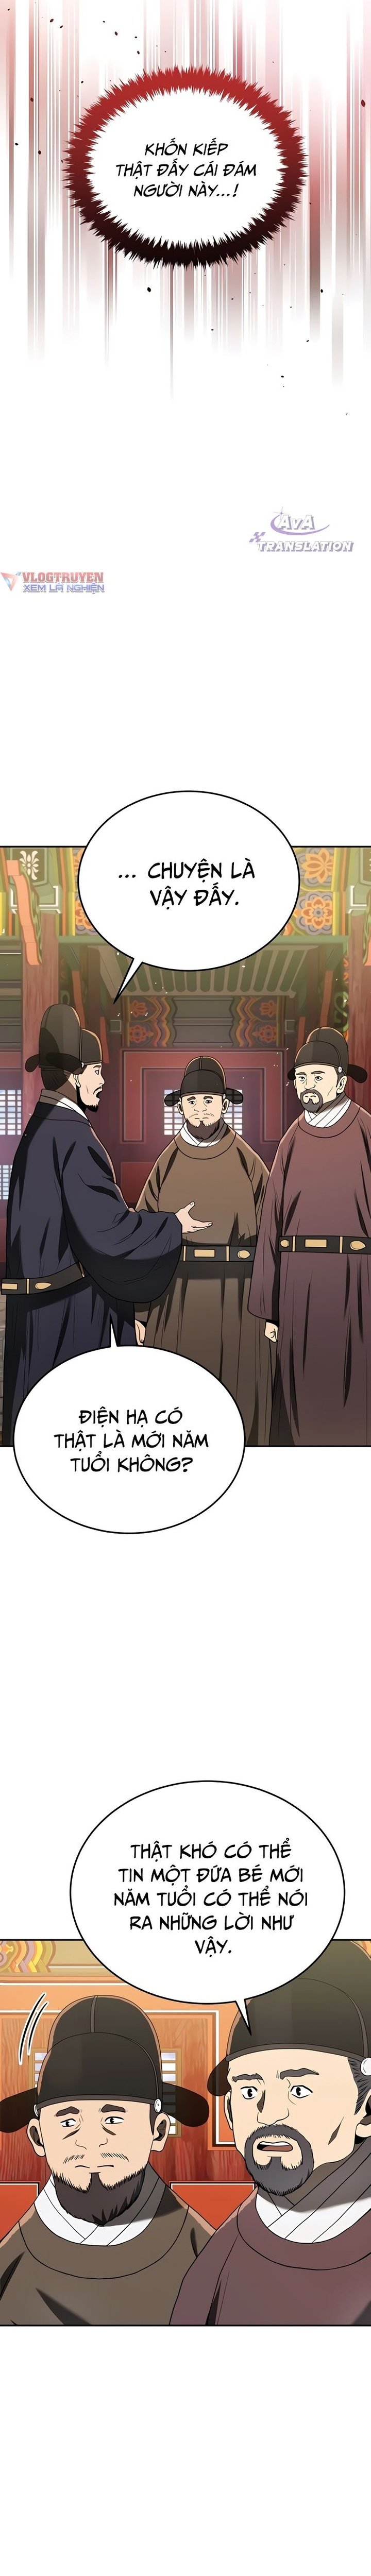 KHỐN KIẾP
THẬT ĐẤY CÁI ĐÁM
NGƯỜI NÀY...!
AVA
TRANSLATION
VLOGTRUYEN
XEM LÀ NGHIỆN
... CHUYỆN LÀ
VẬY ĐẤY.
ĐIỆN HẠ CÓ
THẬT LÀ MỚI NĂM
TUỔI KHÔNG?
THẬT KHÓ CÓ THỂ
TIN MỘT ĐỨA BÉ MỚI
NĂM TUỔI CÓ THỂ NÓI
RA NHỮNG LỜI NHƯ
VẬY.